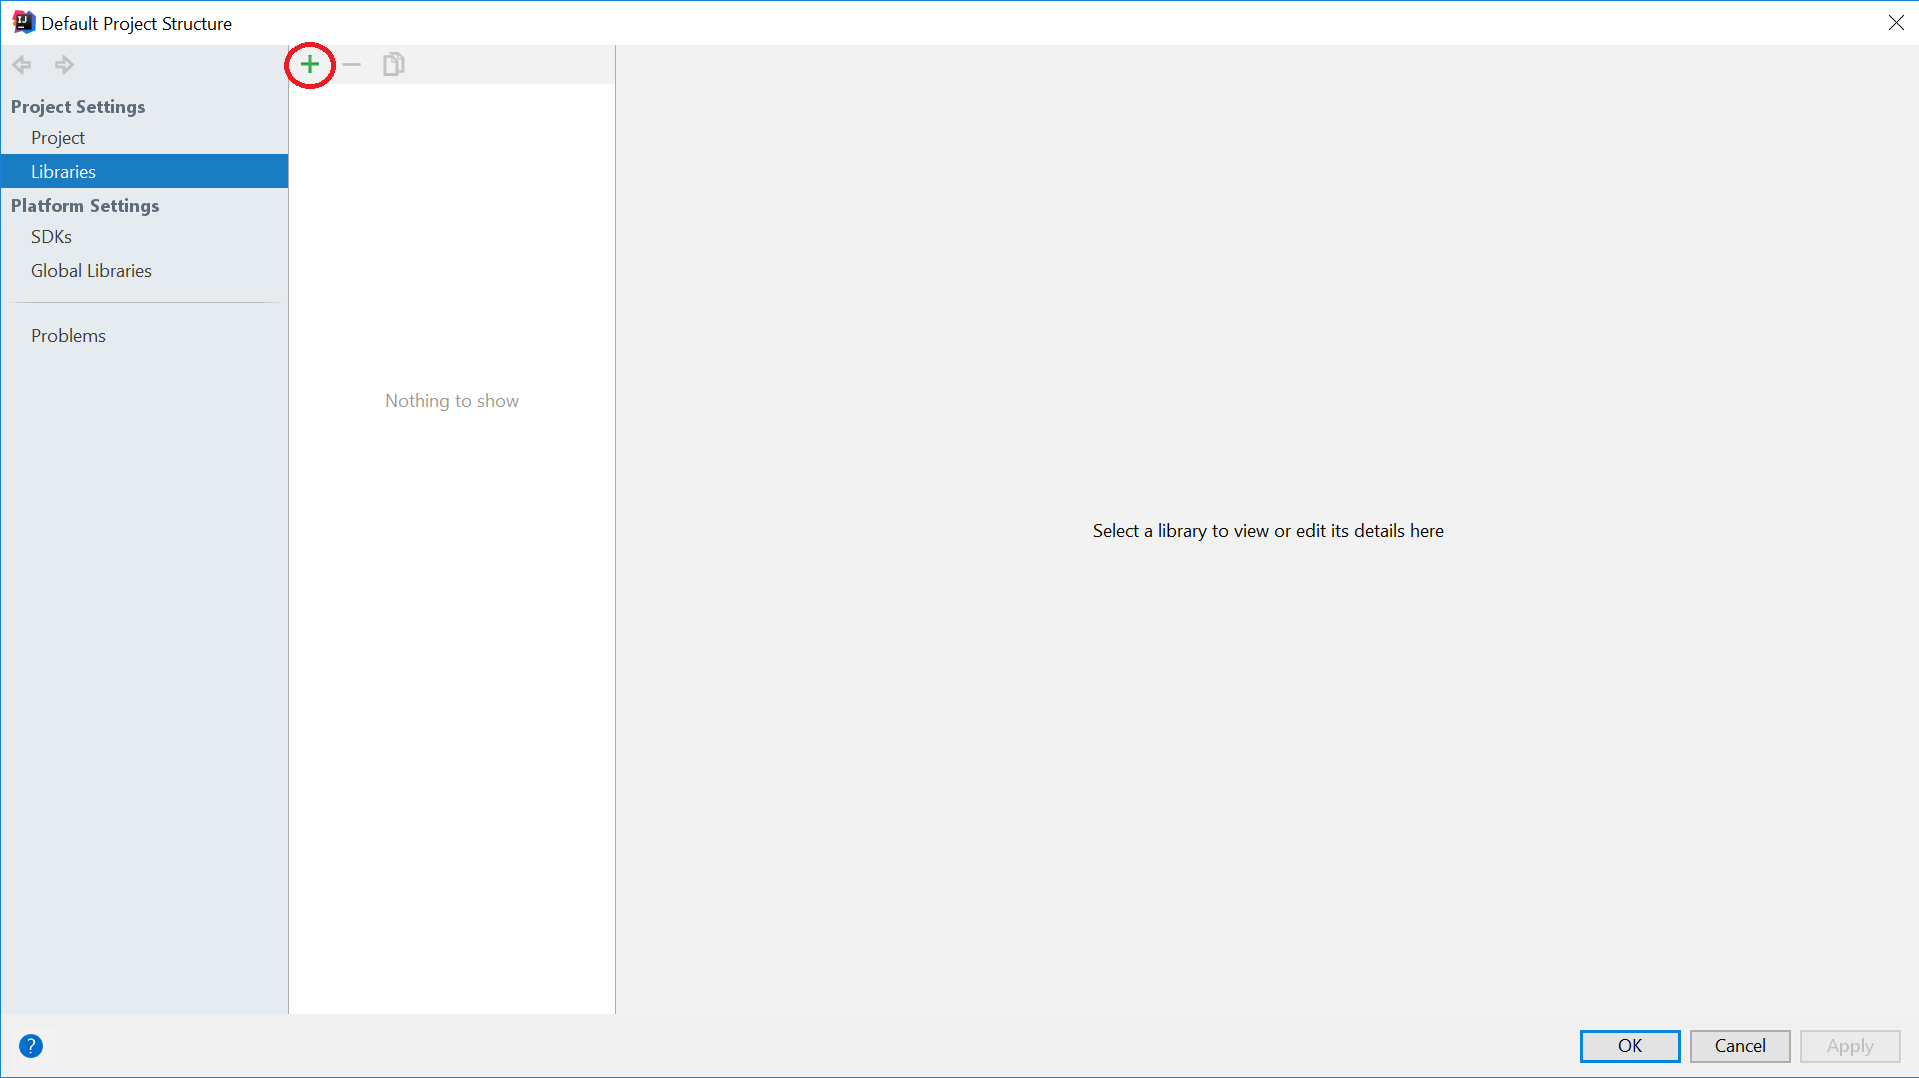 Default Project Structure
Project Settings
Project
Libraries
Platform Settings
SDKs
Global Libraries
Problems
Nothing to show
Select a library to view or edit its details here
?
OK
Cancel
Apply